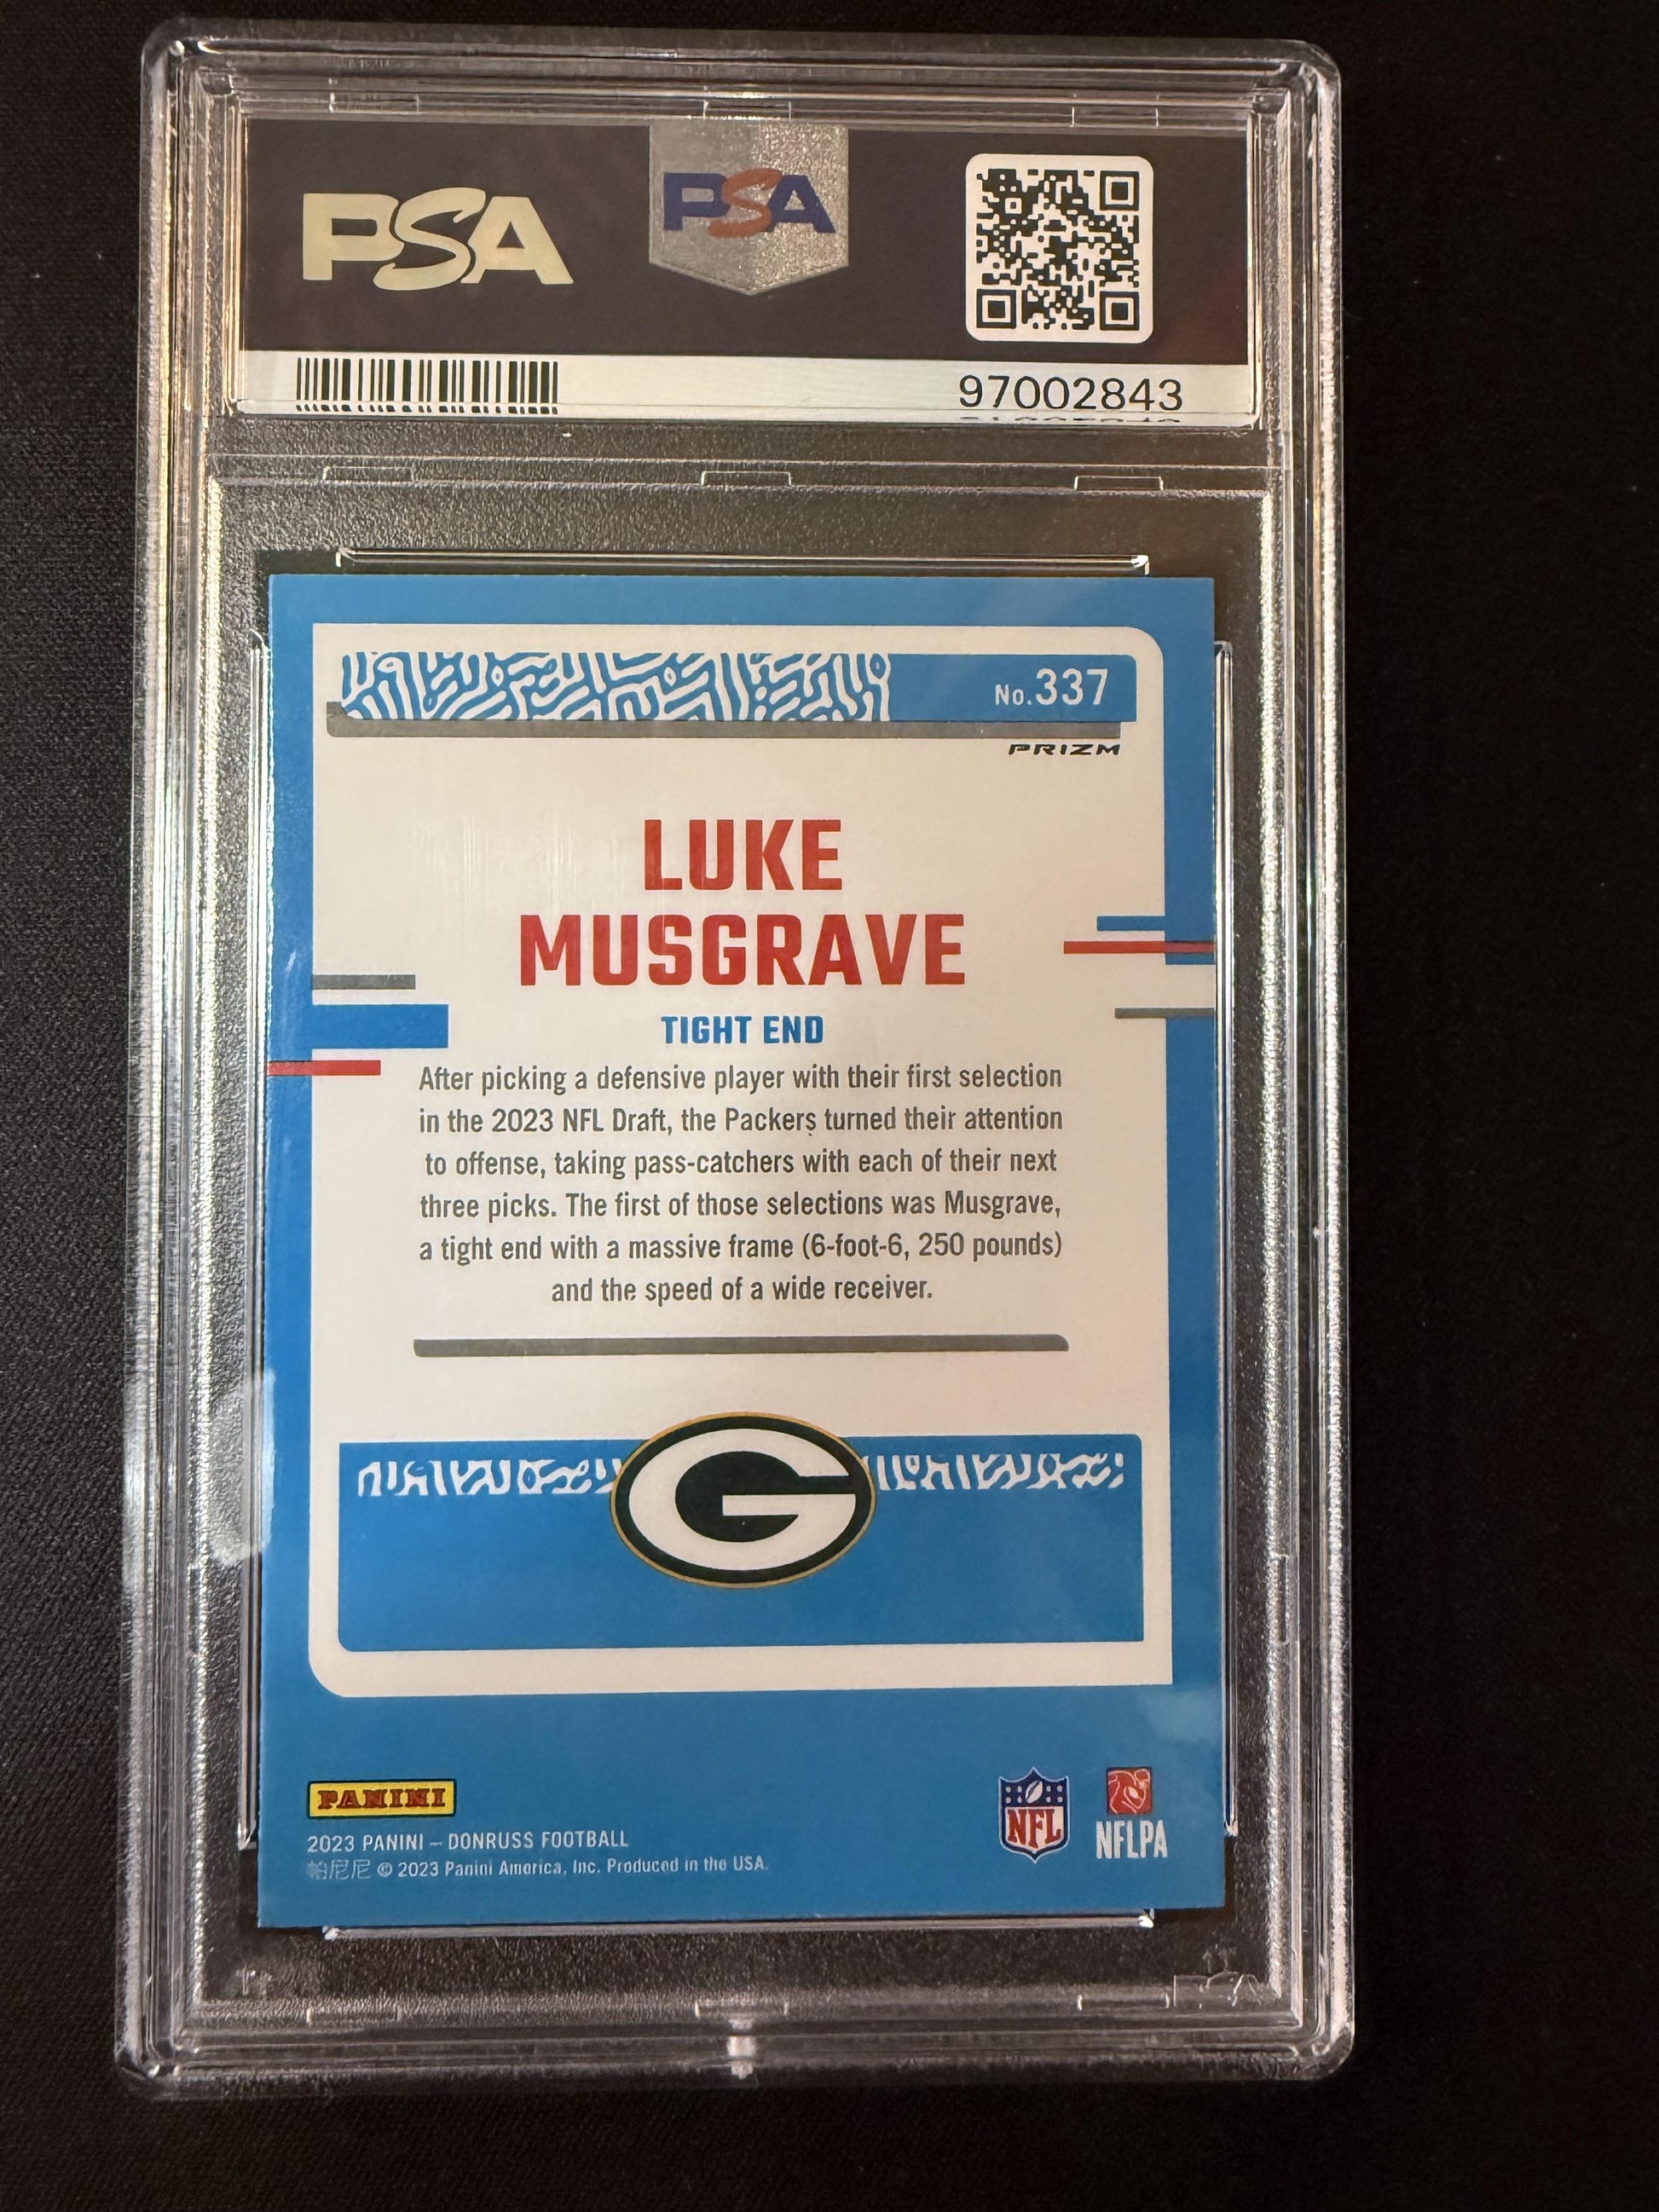 PSA
PSA
97002843
No.337
PRIZM
LUKE
MUSGRAVE
TIGHT END
After picking a defensive player with their first selection
in the 2023 NFL Draft, the Packers turned their attention
to offense, taking pass-catchers with each of their next
three picks. The first of those selections was Musgrave,
a tight end with a massive frame (6-foot-6, 250 pounds)
and the speed of a wide receiver.
G
PANINI
NFL
NFLPA
2023 PANINI – DONRUSS FOOTBALL
帕尼尼 © 2023 Panini America, Inc. Produced in the USA.
PSA